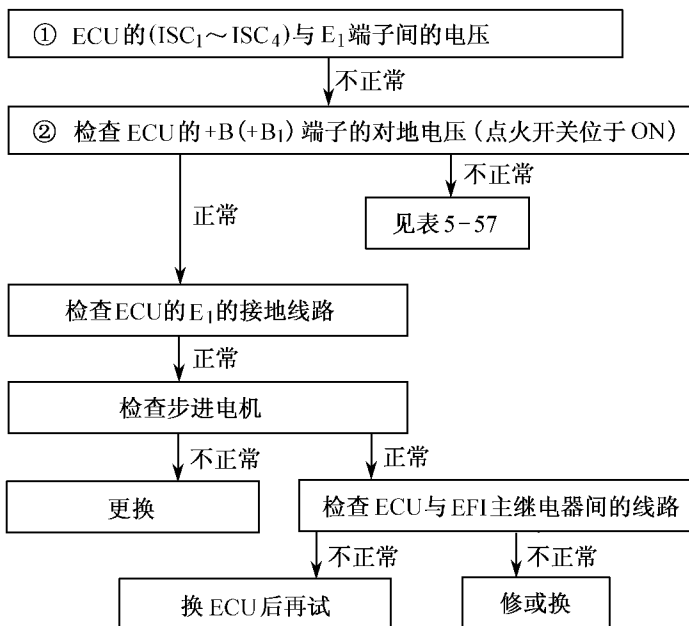 ① ECU的(ISC₁～ISC₄)与E₁端子间的电压
不正常
② 检查ECU的+B(+B₁)端子的对地电压(点火开关位于ON)
不正常
正常
见表5-57
检查ECU的E₁的接地线路
正常
检查步进电机
不正常
正常
更换
检查ECU与EFI主继电器间的线路
不正常
不正常
换ECU后再试
修或换